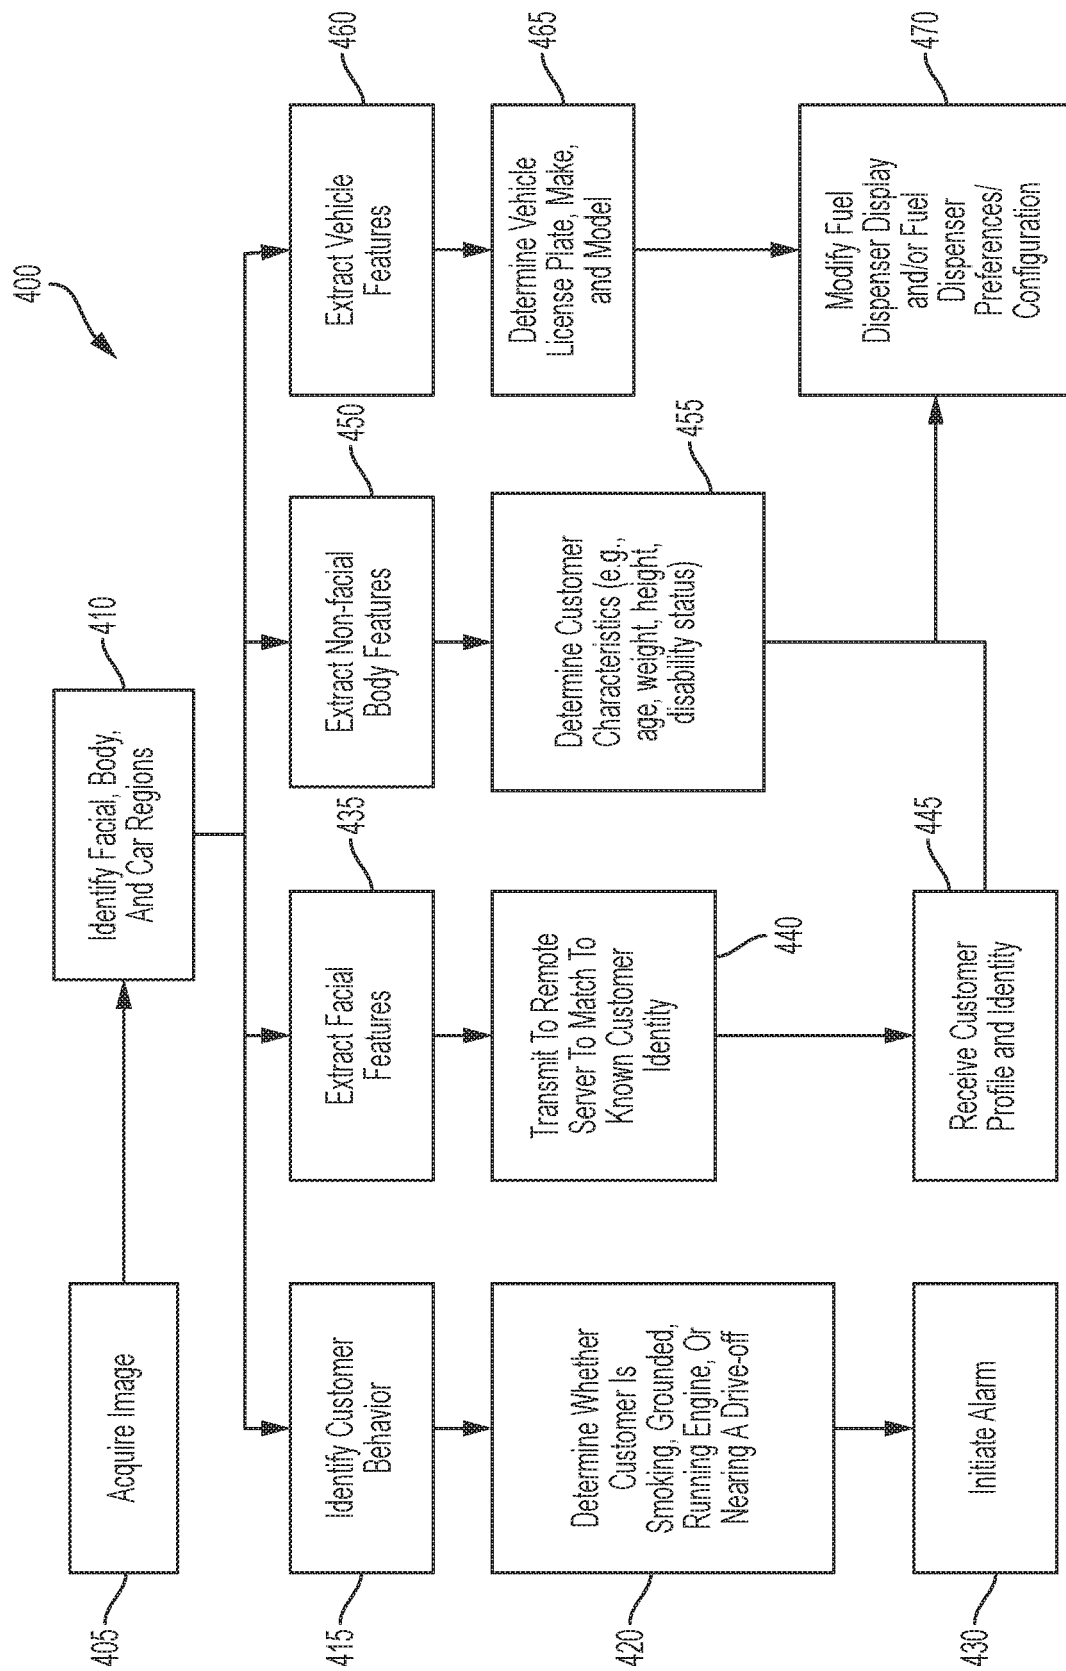 400
405
Acquire Image
410
Identify Facial, Body,
And Car Regions
415
Identify Customer
Behavior
435
Extract Facial
Features
450
Extract Non-facial
Body Features
460
Extract Vehicle
Features
420
Determine Whether
Customer Is
Smoking, Grounded,
Running Engine, Or
Nearing A Drive-off
440
Transmit To Remote
Server To Match To
Known Customer
Identity
455
Determine Customer
Characteristics (e.g.,
age, weight, height,
disability status)
465
Determine Vehicle
License Plate, Make,
and Model
430
Initiate Alarm
445
Receive Customer
Profile and Identity
470
Modify Fuel
Dispenser Display
and/or Fuel
Dispenser
Preferences/
Configuration